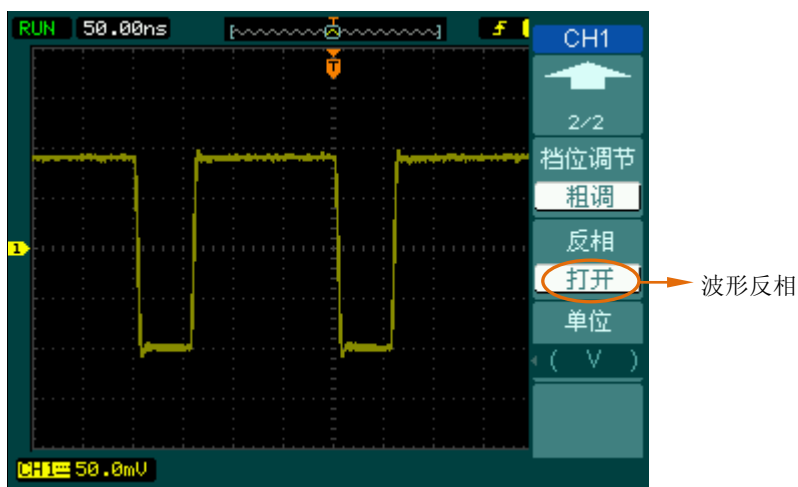 RUN 50.00ns
T
CH1
2/2
档位调节
粗调
反相
打开
波形反相
单位
( V )
1
CH1 50.0mV